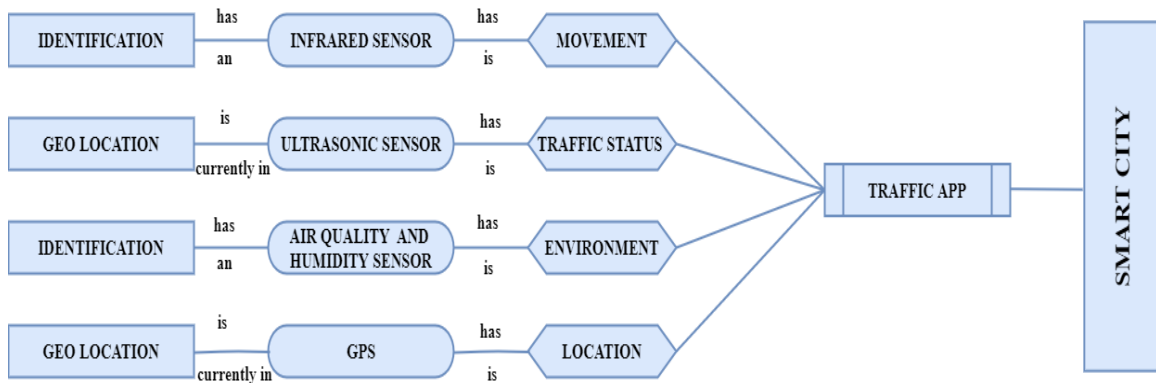 has
has
IDENTIFICATION
INFRARED SENSOR
MOVEMENT
an
is
is
has
GEO LOCATION
ULTRASONIC SENSOR
TRAFFIC STATUS
currently in
is
TRAFFIC APP
SMART CITY
has
has
IDENTIFICATION
AIR QUALITY AND
HUMIDITY SENSOR
ENVIRONMENT
an
is
is
has
GEO LOCATION
GPS
LOCATION
currently in
is